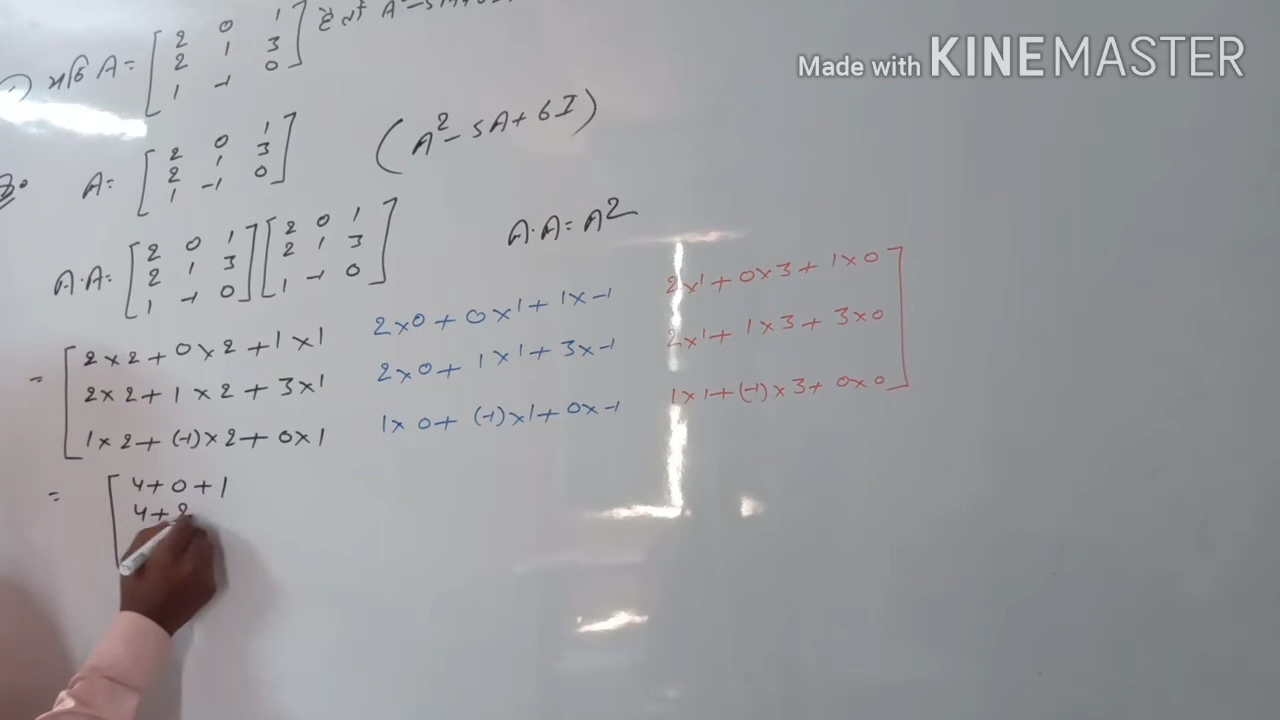 Made with KINEMASTER
यदि A = [ 2 0 1
2 1 3
1 -1 0 ] है तो
A = [ 2 0 1
2 1 3
1 -1 0 ] (A² - 5A + 6I)
A·A = [ 2 0 1 ] [ 2 0 1 ] A·A = A²
2 1 3 2 1 3
1 -1 0 1 -1 0
= [ 2×2+0×2+1×1 2×0+0×1+1×-1 2×1+0×3+1×0
2×2+1×2+3×1 2×0+1×1+3×-1 2×1+1×3+3×0
1×2+(-1)×2+0×1 1×0+(-1)×1+0×-1 1×1+(-1)×3+0×0 ]
= [ 4+0+1
4+2